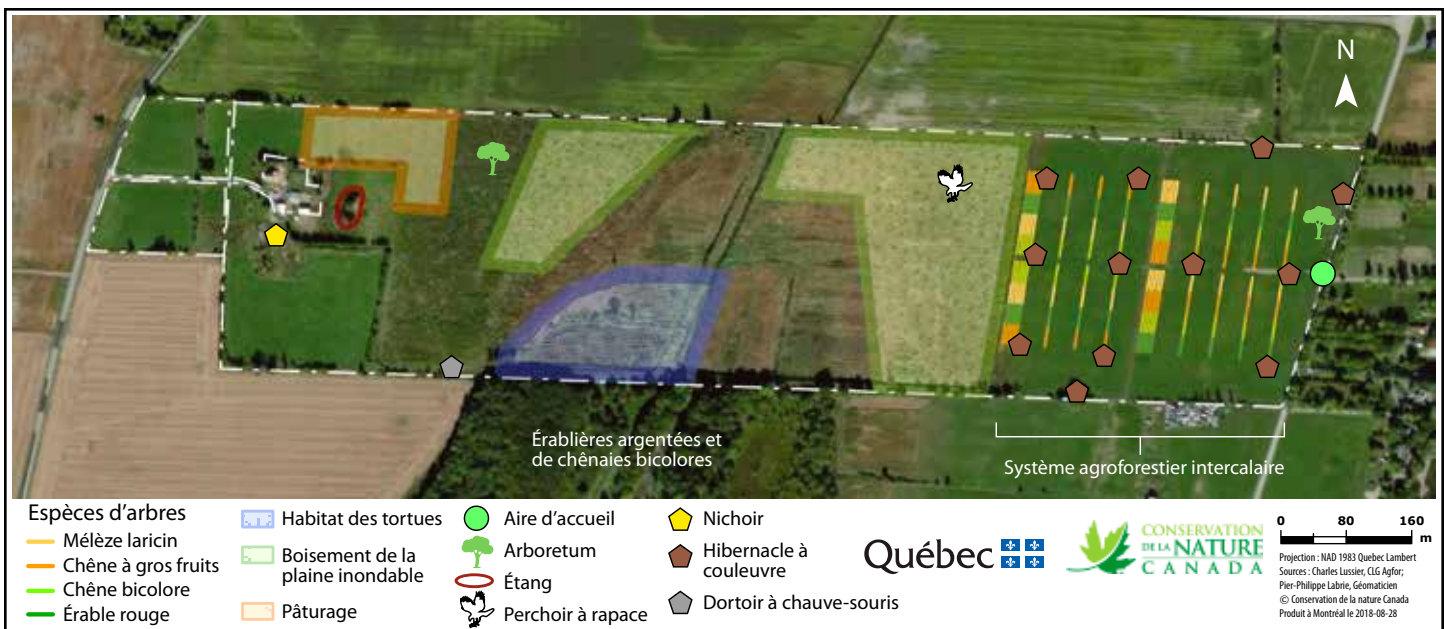 N
Érablières argentées et
de chênaies bicolores
Système agroforestier intercalaire
Espèces d'arbres
Mélèze laricin
Chêne à gros fruits
Chêne bicolore
Érable rouge
Habitat des tortues
Boisement de la
plaine inondable
Pâturage
Aire d'accueil
Arboretum
Étang
Perchoir à rapace
Nichoir
Hibernacle à
couleuvre
Dortoir à chauve-souris
Québec
CONSERVATION
DE LA NATURE
CANADA
0 80 160
m
Projection : NAD 1983 Quebec Lambert
Sources : Charles Lussier, CLG Agfor;
Pier-Philippe Labrie, Géomaticien
© Conservation de la nature Canada
Produit à Montréal le 2018-08-28